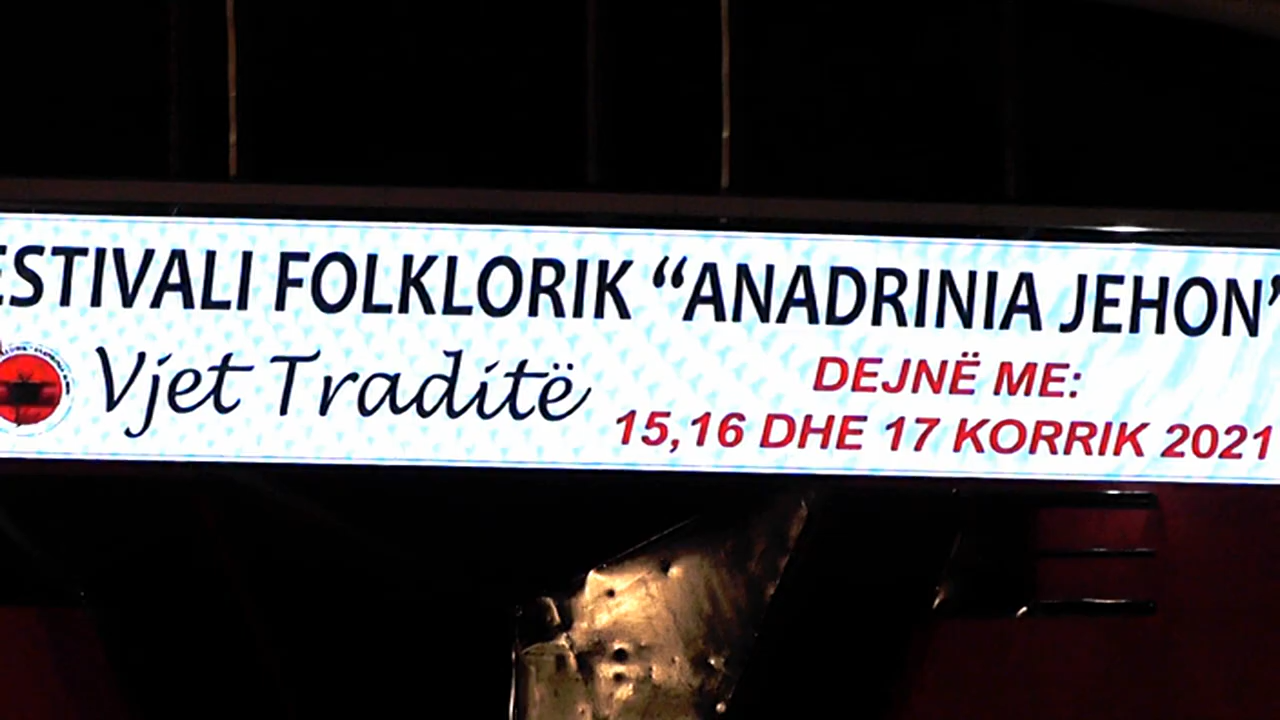 ESTIVALI FOLKLORIK “ANADRINIA JEHON”
Vjet Traditë
DEJNË ME:
15,16 DHE 17 KORRIK 2021